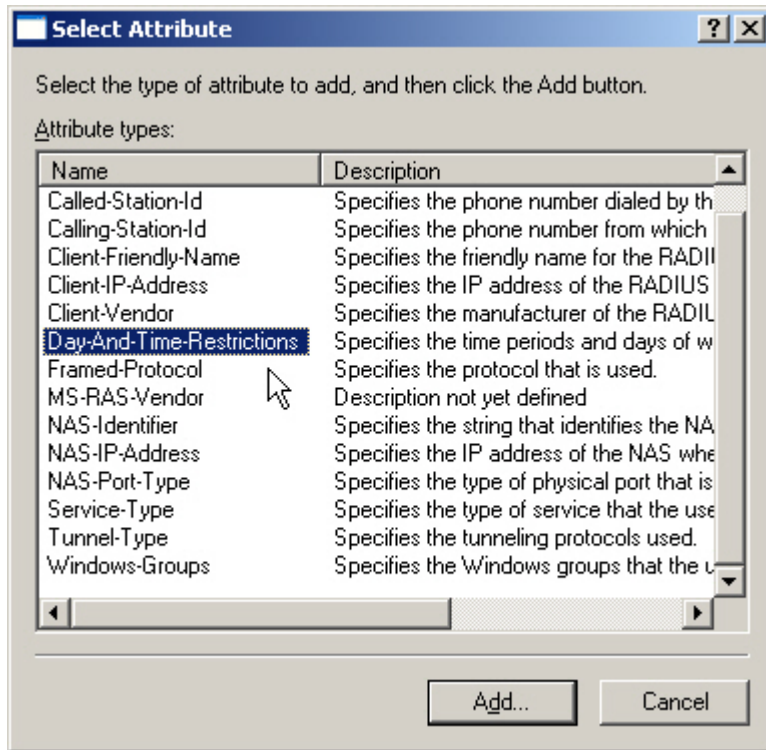 Select Attribute
Select the type of attribute to add, and then click the Add button.
Attribute types:
Name Description
Called-Station-Id Specifies the phone number dialed by th
Calling-Station-Id Specifies the phone number from which
Client-Friendly-Name Specifies the friendly name for the RADIU
Client-IP-Address Specifies the IP address of the RADIUS
Client-Vendor Specifies the manufacturer of the RADIU
Day-And-Time-Restrictions Specifies the time periods and days of w
Framed-Protocol Specifies the protocol that is used.
MS-RAS-Vendor Description not yet defined
NAS-Identifier Specifies the string that identifies the NA
NAS-IP-Address Specifies the IP address of the NAS whe
NAS-Port-Type Specifies the type of physical port that is
Service-Type Specifies the type of service that the use
Tunnel-Type Specifies the tunneling protocols used.
Windows-Groups Specifies the Windows groups that the u
Add... Cancel